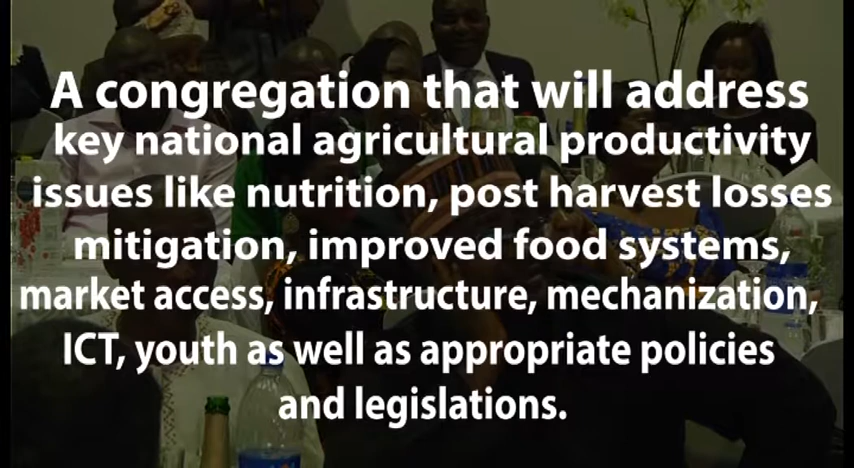 A congregation that will address
key national agricultural productivity
issues like nutrition, post harvest losses
mitigation, improved food systems,
market access, infrastructure, mechanization,
ICT, youth as well as appropriate policies
and legislations.